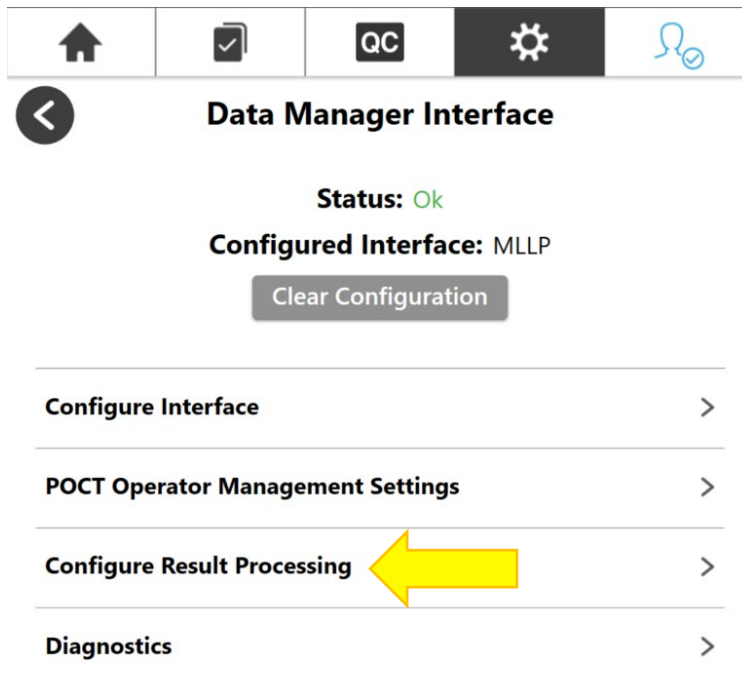 QC
Data Manager Interface
Status: Ok
Configured Interface: MLLP
Clear Configuration
Configure Interface
POCT Operator Management Settings
Configure Result Processing
Diagnostics